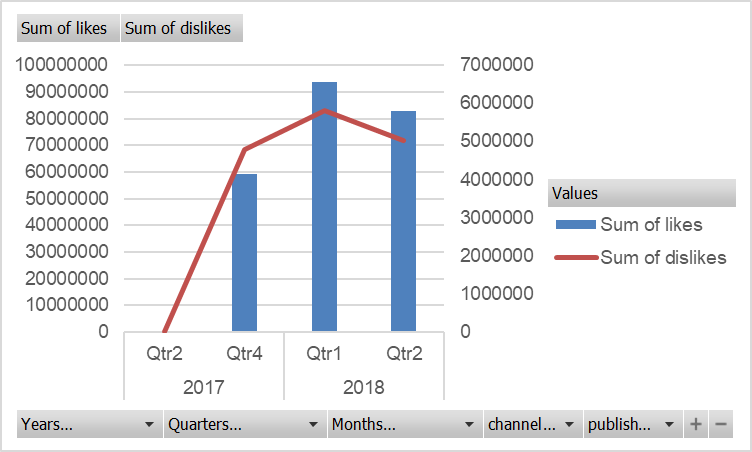 Sum of likes Sum of dislikes
100000000 7000000
90000000 6000000
80000000 5000000
70000000 4000000
60000000 3000000
50000000 2000000
40000000 1000000
30000000 0
20000000
10000000
0
Values
Sum of likes
Sum of dislikes
Qtr2 Qtr4 Qtr1 Qtr2
2017 2018
Years... Quarters... Months... channel... publish... + −